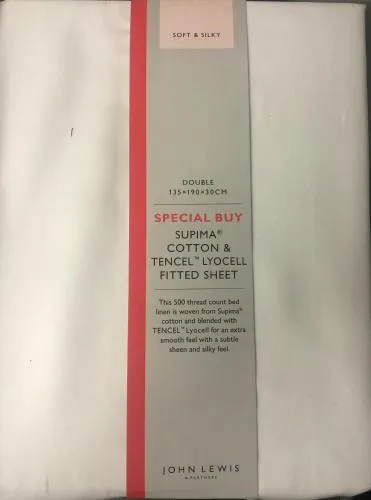 SOFT & SILKY
DOUBLE
135×190×30CM
SPECIAL BUY
SUPIMA®
COTTON &
TENCEL™ LYOCELL
FITTED SHEET
This 500 thread count bed
linen is woven from Supima®
cotton and blended with
TENCEL™ Lyocell for an extra
smooth feel with a subtle
sheen and silky feel.
JOHN LEWIS
& PARTNERS